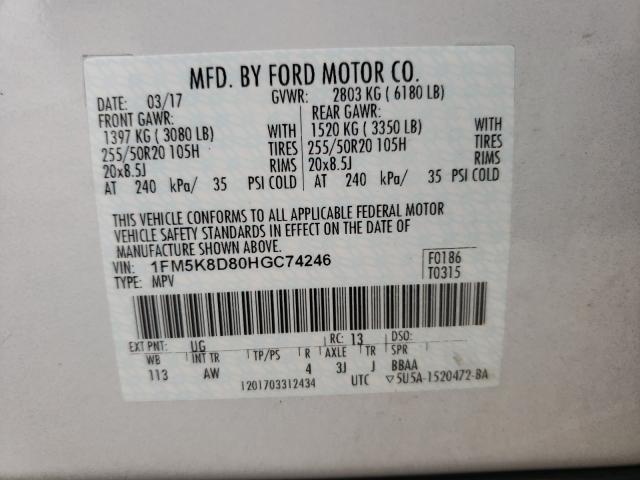 MFD. BY FORD MOTOR CO.
DATE: 03/17 GVWR: 2803 KG ( 6180 LB)
FRONT GAWR: REAR GAWR:
1397 KG ( 3080 LB) WITH 1520 KG ( 3350 LB) WITH
255/50R20 105H TIRES 255/50R20 105H TIRES
20x8.5J RIMS 20x8.5J RIMS
AT 240 kPa/ 35 PSI COLD AT 240 kPa/ 35 PSI COLD
THIS VEHICLE CONFORMS TO ALL APPLICABLE FEDERAL MOTOR
VEHICLE SAFETY STANDARDS IN EFFECT ON THE DATE OF
MANUFACTURE SHOWN ABOVE.
VIN: 1FM5K8D80HGC74246 F0186
TYPE: MPV T0315
EXT PNT: UG RC: 13 DSO:
WB INT TR TP/PS R AXLE TR SPR
113 AW 4 3J J BBAA
1201703312434 UTC ▽5U5A-1520472-BA